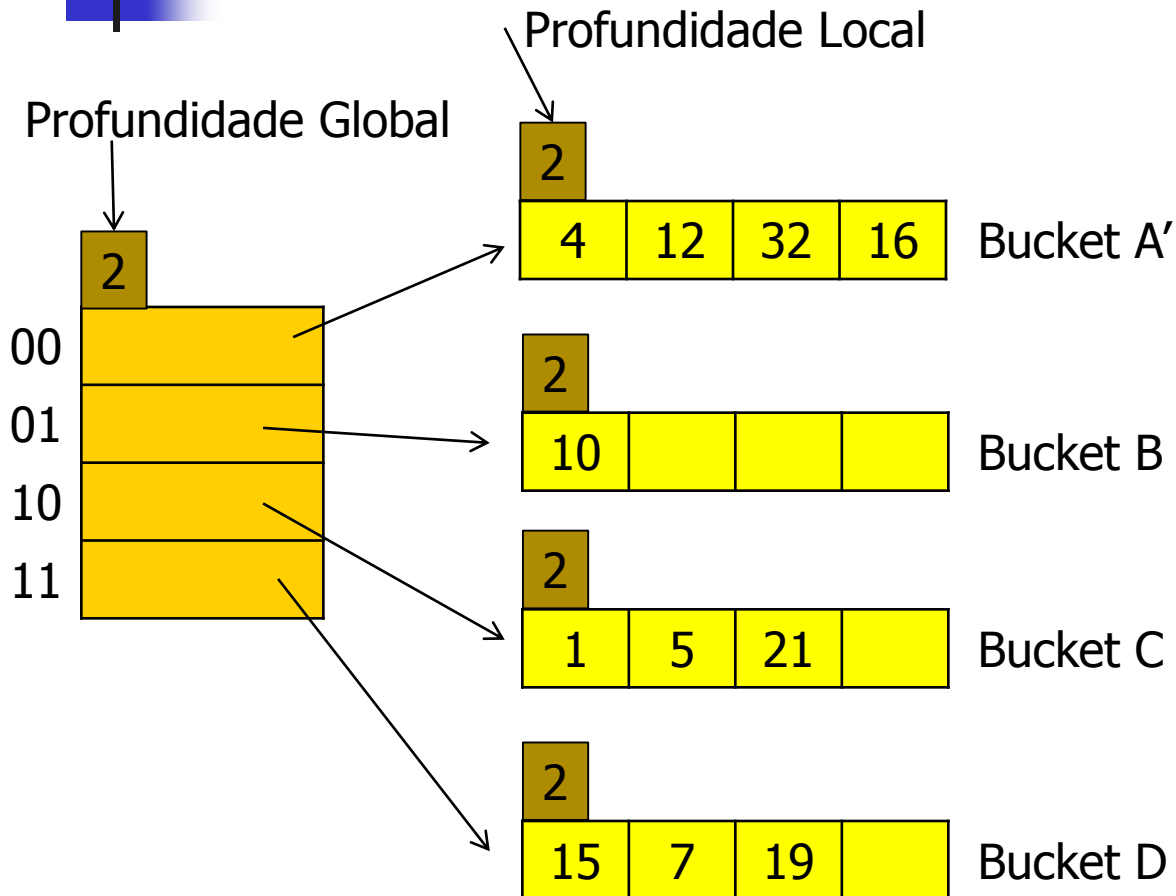 Profundidade Local
Profundidade Global
2
4 12 32 16 Bucket A'
2
00
2
01
10 Bucket B
10
2
11
1 5 21 Bucket C
2
15 7 19 Bucket D